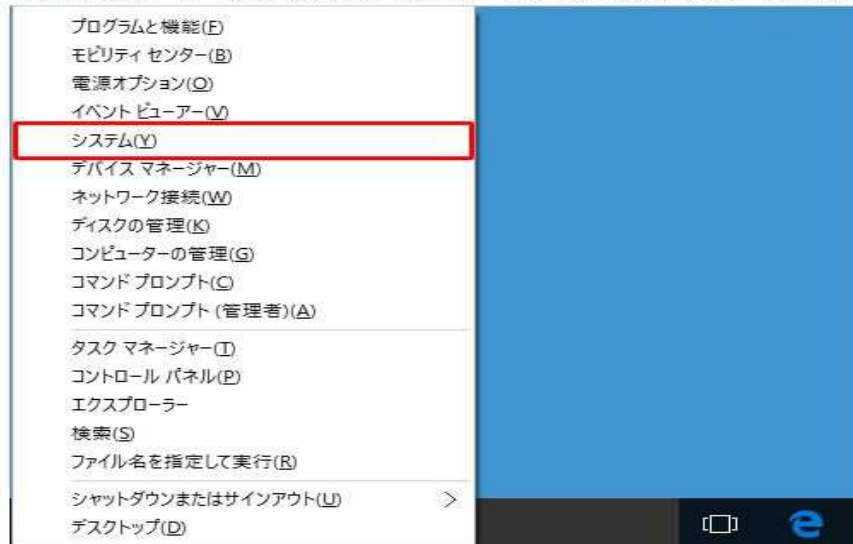 プログラムと機能(F)
モビリティ センター(B)
電源オプション(O)
イベント ビューアー(V)
システム(Y)
デバイス マネージャー(M)
ネットワーク接続(W)
ディスクの管理(K)
コンピューターの管理(G)
コマンド プロンプト(C)
コマンド プロンプト (管理者)(A)
タスク マネージャー(T)
コントロール パネル(P)
エクスプローラー
検索(S)
ファイル名を指定して実行(R)
シャットダウンまたはサインアウト(U)
デスクトップ(D)